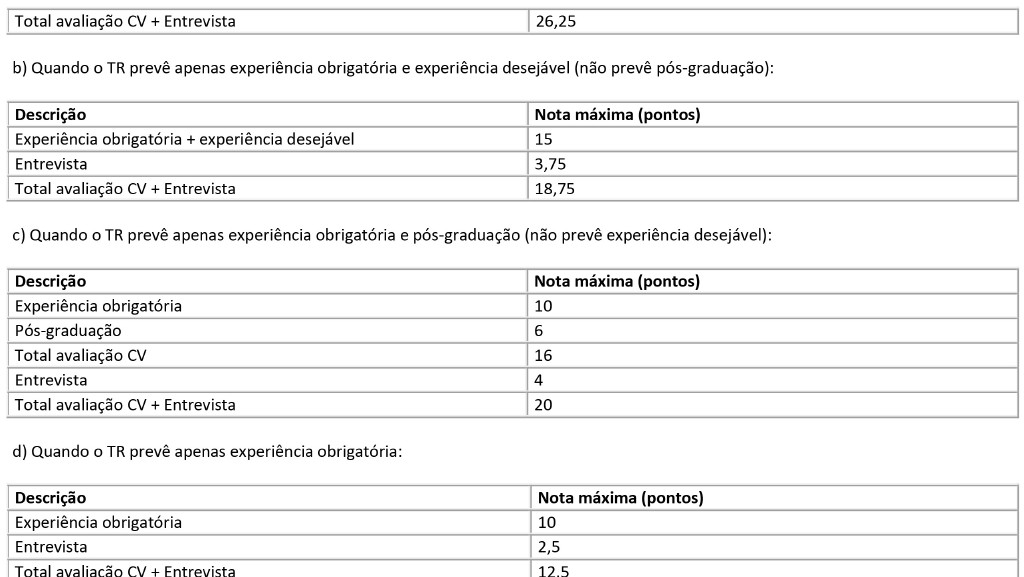 Total avaliação CV + Entrevista 26,25
b) Quando o TR prevê apenas experiência obrigatória e experiência desejável (não prevê pós-graduação):
Descrição Nota máxima (pontos)
Experiência obrigatória + experiência desejável 15
Entrevista 3,75
Total avaliação CV + Entrevista 18,75
c) Quando o TR prevê apenas experiência obrigatória e pós-graduação (não prevê experiência desejável):
Descrição Nota máxima (pontos)
Experiência obrigatória 10
Pós-graduação 6
Total avaliação CV 16
Entrevista 4
Total avaliação CV + Entrevista 20
d) Quando o TR prevê apenas experiência obrigatória:
Descrição Nota máxima (pontos)
Experiência obrigatória 10
Entrevista 2,5
Total avaliação CV + Entrevista 12,5